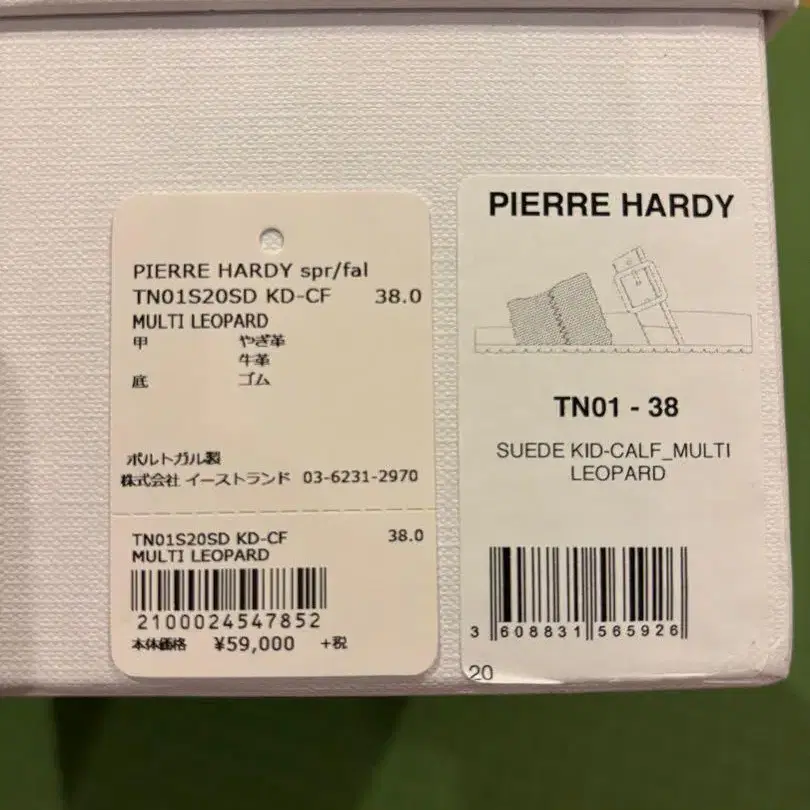 PIERRE HARDY spr/fal
TN01S20SD KD-CF 38.0
MULTI LEOPARD
甲 やぎ革
牛革
底 ゴム
ポルトガル製
株式会社 イーストランド 03-6231-2970
TN01S20SD KD-CF 38.0
MULTI LEOPARD
2100024547852
本体価格 ¥59,000 +税
PIERRE HARDY
TN01 - 38
SUEDE KID-CALF_MULTI
LEOPARD
3 608831 565926
20